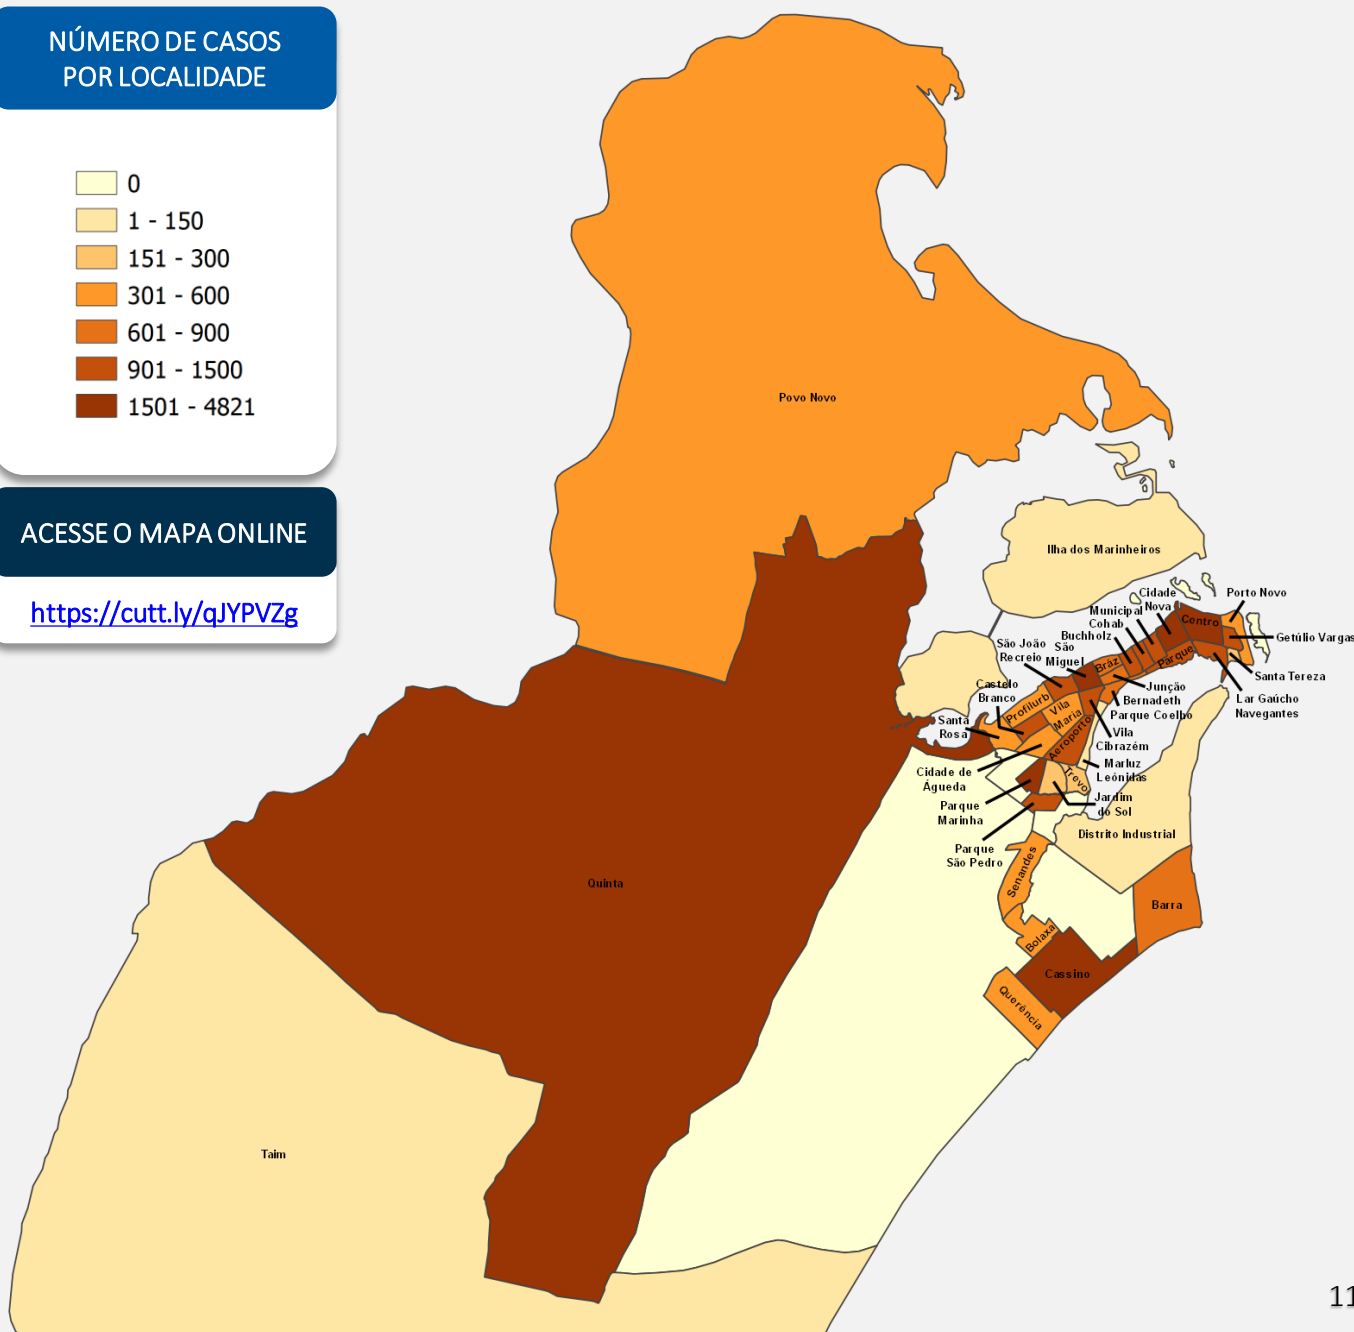 NÚMERO DE CASOS
POR LOCALIDADE
0
1 - 150
151 - 300
301 - 600
601 - 900
901 - 1500
1501 - 4821
ACESSE O MAPA ONLINE
https://cutt.ly/qJYPVZg
Povo Novo
Ilha dos Marinheiros
Cidade
Nova
Porto Novo
Municipal
Cohab
Buchholz
Centro
Getúlio Vargas
São João
Recreio
São
Miguel
Bráz
Parque
Santa Tereza
Castelo
Branco
Junção
Bernadeth
Parque Coelho
Lar Gaúcho
Navegantes
Profilurb
Vila
Maria
Santa
Rosa
Aeroporto
Vila
Cibrazém
Cidade de
Águeda
Marluz
Leónidas
Trevo
Parque
Marinha
Jardim
do Sol
Distrito Industrial
Parque
São Pedro
Senandes
Quinta
Barra
Bolaxa
Cassino
Querência
Taim
11